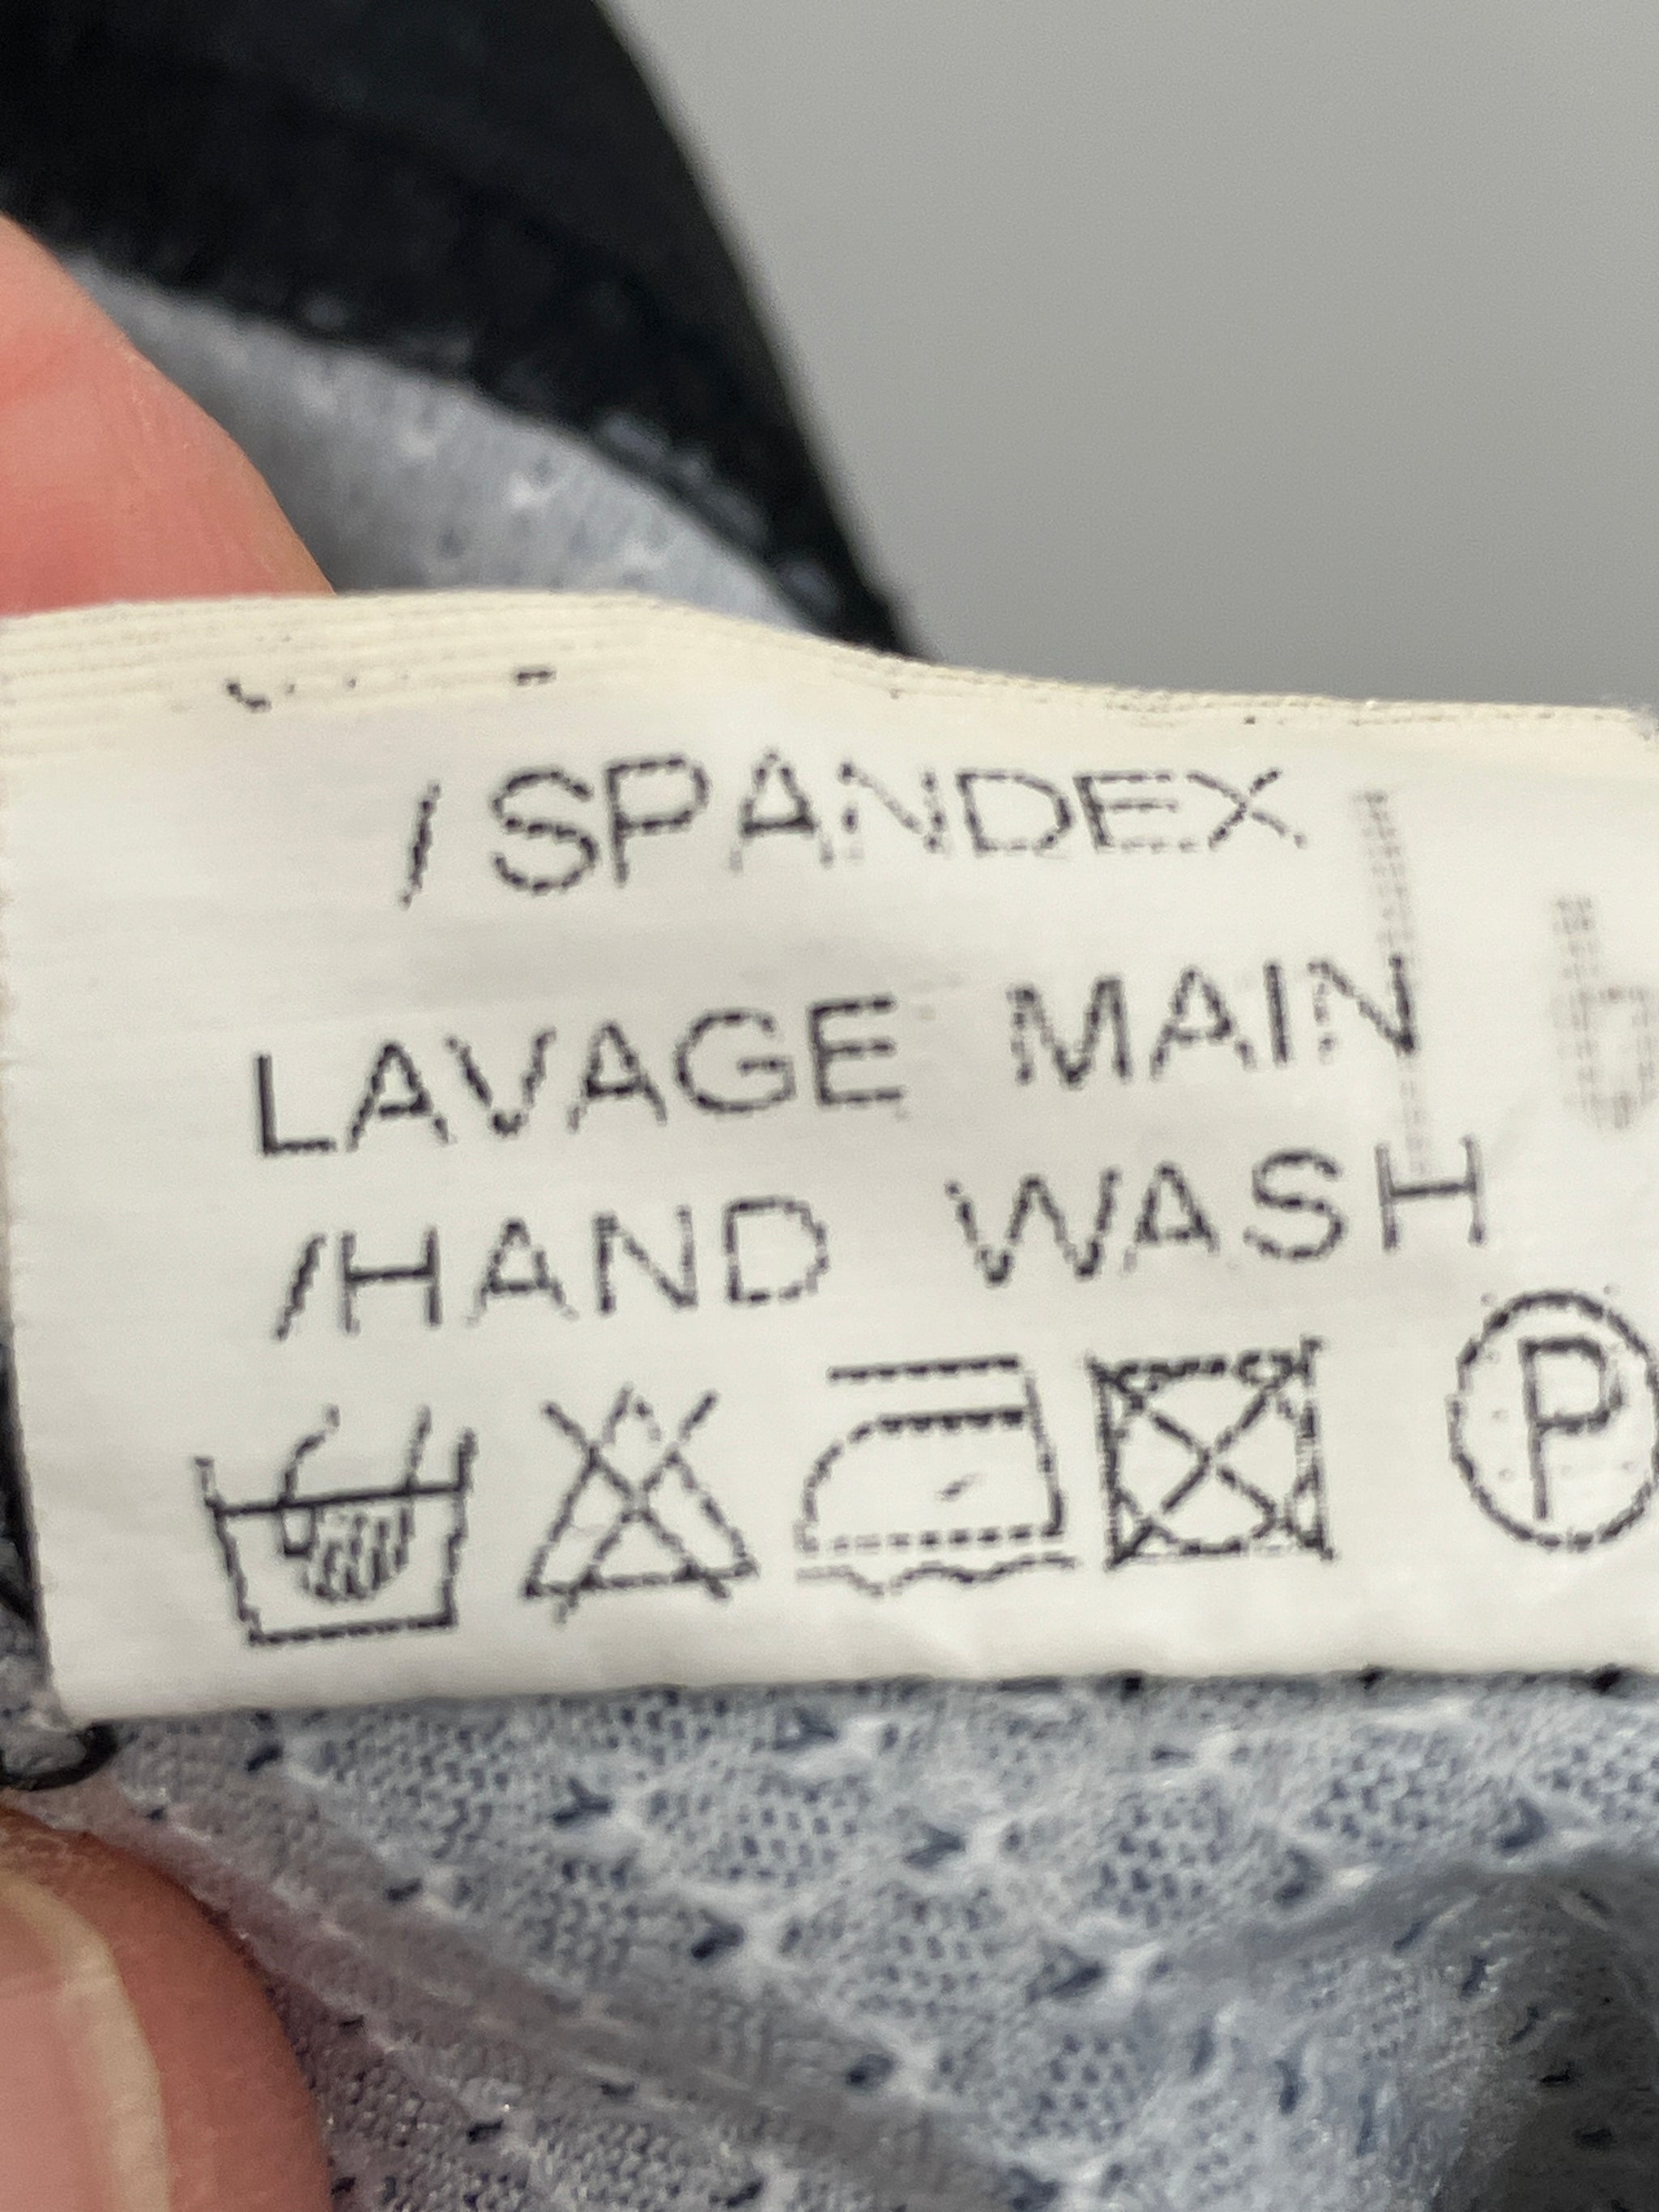 / SPANDEX
LAVAGE MAIN
/HAND WASH
P